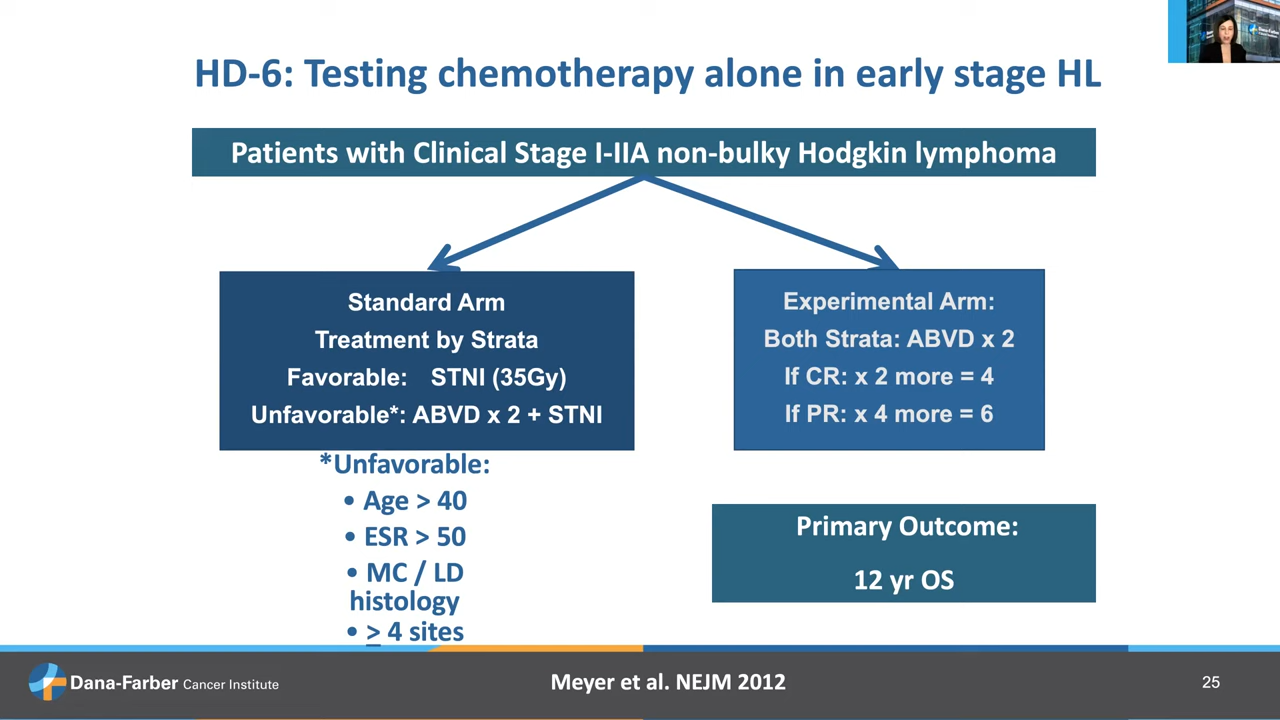 HD-6: Testing chemotherapy alone in early stage HL
Patients with Clinical Stage I-IIA non-bulky Hodgkin lymphoma
Standard Arm
Treatment by Strata
Favorable: STNI (35Gy)
Unfavorable*: ABVD x 2 + STNI
Experimental Arm:
Both Strata: ABVD x 2
If CR: x 2 more = 4
If PR: x 4 more = 6
*Unfavorable:
• Age > 40
• ESR > 50
• MC / LD
histology
• ≥ 4 sites
Primary Outcome:
12 yr OS
Dana-Farber Cancer Institute
Meyer et al. NEJM 2012
25